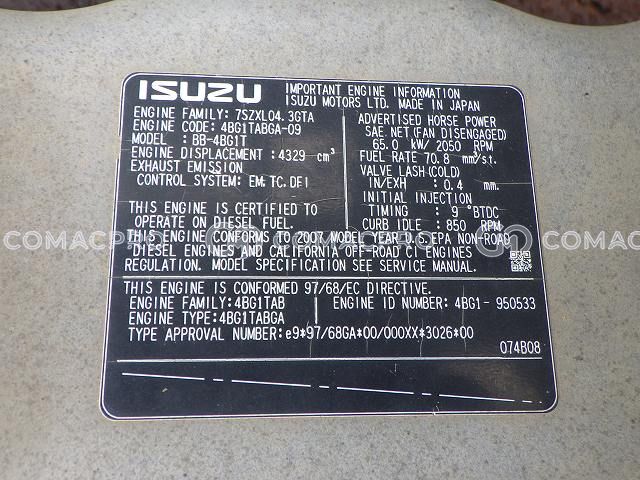 ISUZU
IMPORTANT ENGINE INFORMATION
ISUZU MOTORS LTD. MADE IN JAPAN
ENGINE FAMILY: 7SZXL04.3GTA
ENGINE CODE: 4BG1TABGA-09
MODEL : BB-4BG1T
ENGINE DISPLACEMENT: 4329 cm³
EXHAUST EMISSION
CONTROL SYSTEM: EM;TC,DFI
THIS ENGINE IS CERTIFIED TO
OPERATE ON DIESEL FUEL.
ADVERTISED HORSE POWER
SAE NET(FAN DISENGAGED)
65.0 kW/ 2050 RPM
FUEL RATE 70.8 mm³/st.
VALVE LASH(COLD)
IN/EXH : 0.4 mm.
INITIAL INJECTION
TIMING : 9 °BTDC
CURB IDLE : 850 RPM
THIS ENGINE CONFORMS TO 2007 MODEL YEAR U.S.EPA NON-ROAD
DIESEL ENGINES AND CALIFORNIA OFF-ROAD CI ENGINES
REGULATION. MODEL SPECIFICATION SEE SERVICE MANUAL.
THIS ENGINE IS CONFORMED 97/68/EC DIRECTIVE.
ENGINE FAMILY:4BG1TAB
ENGINE ID NUMBER: 4BG1- 950533
ENGINE TYPE:4BG1TABGA
TYPE APPROVAL NUMBER:e9*97/68GA*00/000XX*3026*00
074B08
COMACPRO
COMACPRO
COMACPRO